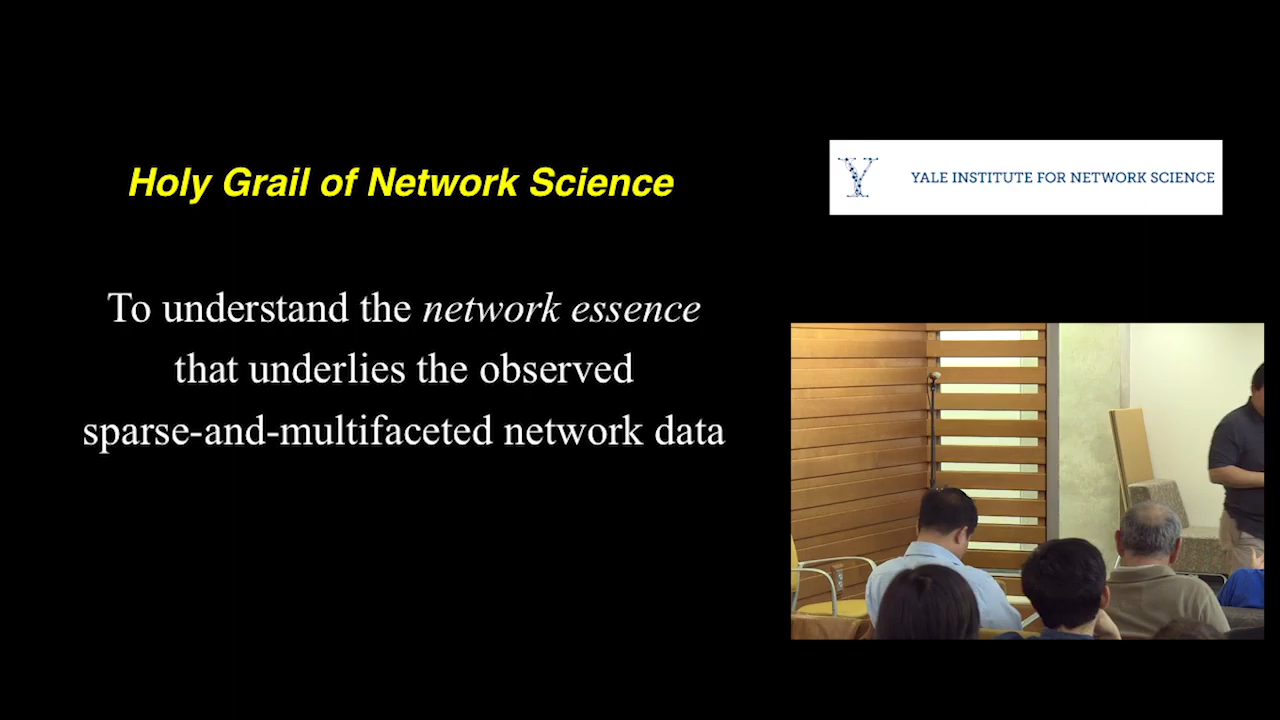 Holy Grail of Network Science
YALE INSTITUTE FOR NETWORK SCIENCE
To understand the network essence
that underlies the observed
sparse-and-multifaceted network data